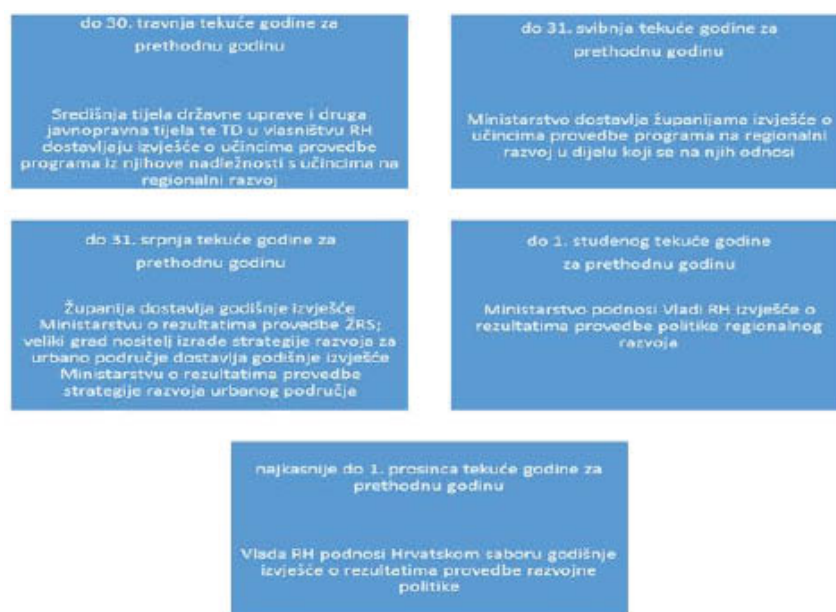 do 30. travnja tekuće godine za
prethodnu godinu
Središnja tijela državne uprave i druga
javnopravna tijela te TD u vlasništvu RH
dostavljaju izvješće o učincima provedbe
programa iz njihove nadležnosti s učincima na
regionalni razvoj
do 31. svibnja tekuće godine za
prethodnu godinu
Ministarstvo dostavlja županijama izvješće o
učincima provedbe programa na regionalni
razvoj u dijelu koji se na njih odnosi
do 31. srpnja tekuće godine za
prethodnu godinu
Županija dostavlja godišnje izvješće
Ministarstvu o rezultatima provedbe ŽRS;
veliki grad nositelj izrade strategije razvoja za
urbano područje dostavlja godišnje izvješće
Ministarstvu o rezultatima provedbe
strategije razvoja urbanog područja
do 1. studenog tekuće godine
za prethodnu godinu
Ministarstvo podnosi Vladi RH izvješće o
rezultatima provedbe politike regionalnog
razvoja
najkasnije do 1. prosinca tekuće godine za
prethodnu godinu
Vlada RH podnosi Hrvatskom saboru godišnje
izvješće o rezultatima provedbe razvojne
politike